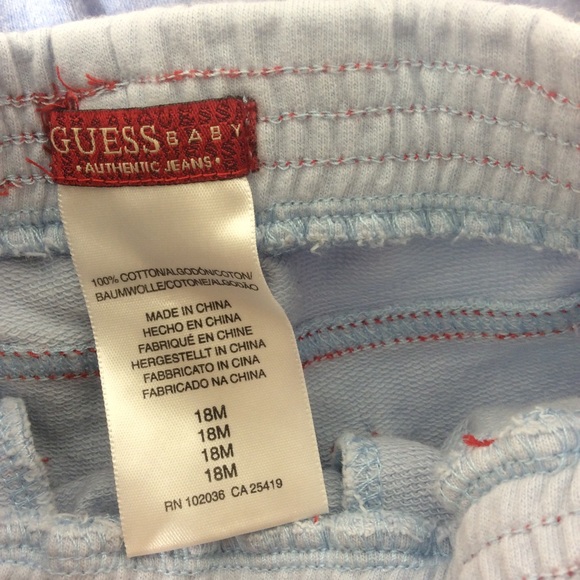 GUESS BABY
• AUTHENTIC JEANS •
100% COTTON/ALGODÓN/COTON/
BAUMWOLLE/COTONE/ALGODÃO
MADE IN CHINA
HECHO EN CHINA
FABRIQUÉ EN CHINE
HERGESTELLT IN CHINA
FABBRICATO IN CINA
FABRICADO NA CHINA
18M
18M
18M
18M
RN 102036 CA 25419